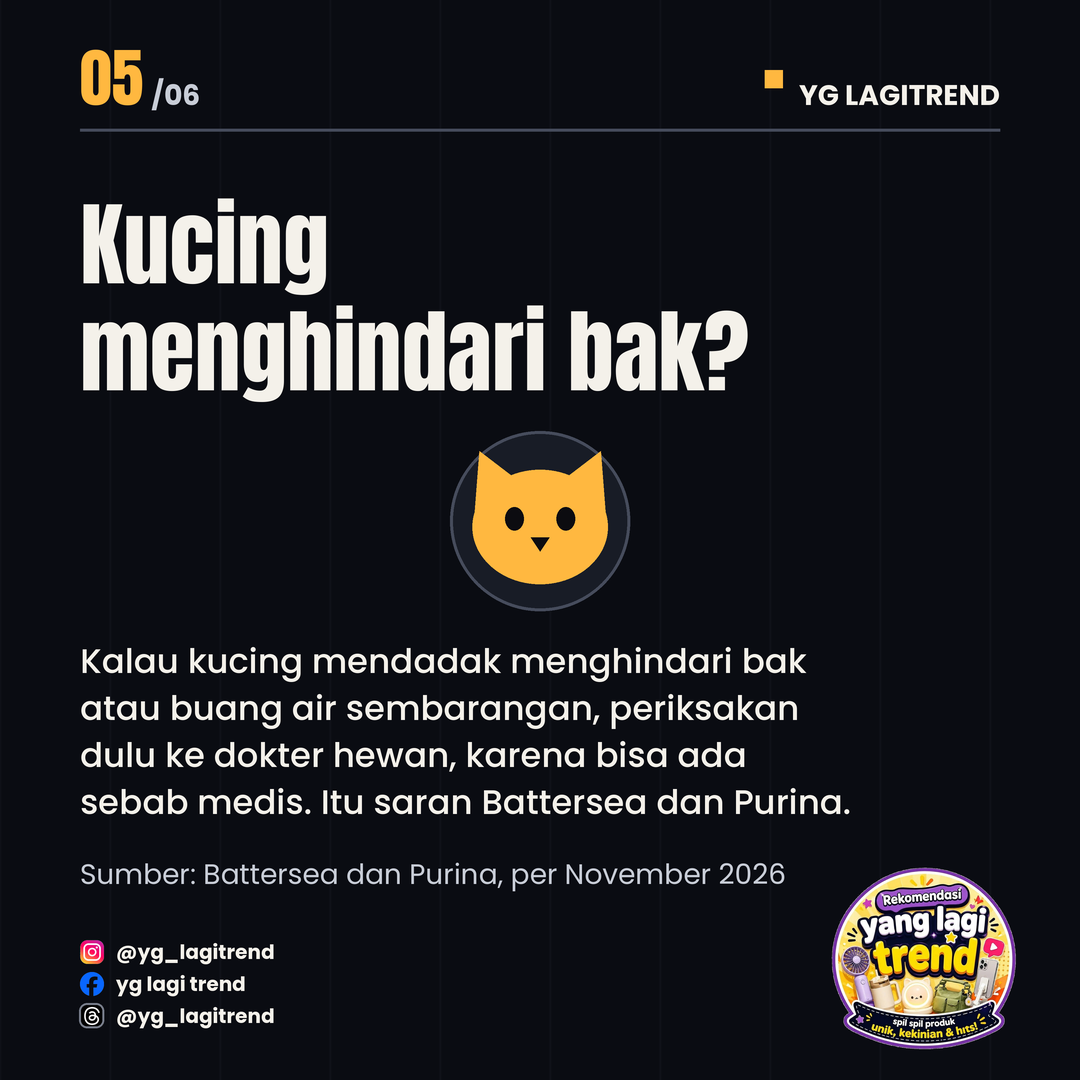 05 /06
YG LAGITREND
Kucing
menghindari bak?
Kalau kucing mendadak menghindari bak
atau buang air sembarangan, periksakan
dulu ke dokter hewan, karena bisa ada
sebab medis. Itu saran Battersea dan Purina.
Sumber: Battersea dan Purina, per November 2026
@yg_lagitrend
yg lagi trend
@yg_lagitrend
Rekomendasi
yang lagi
trend
spil spil produk
unik, kekinian & hits!